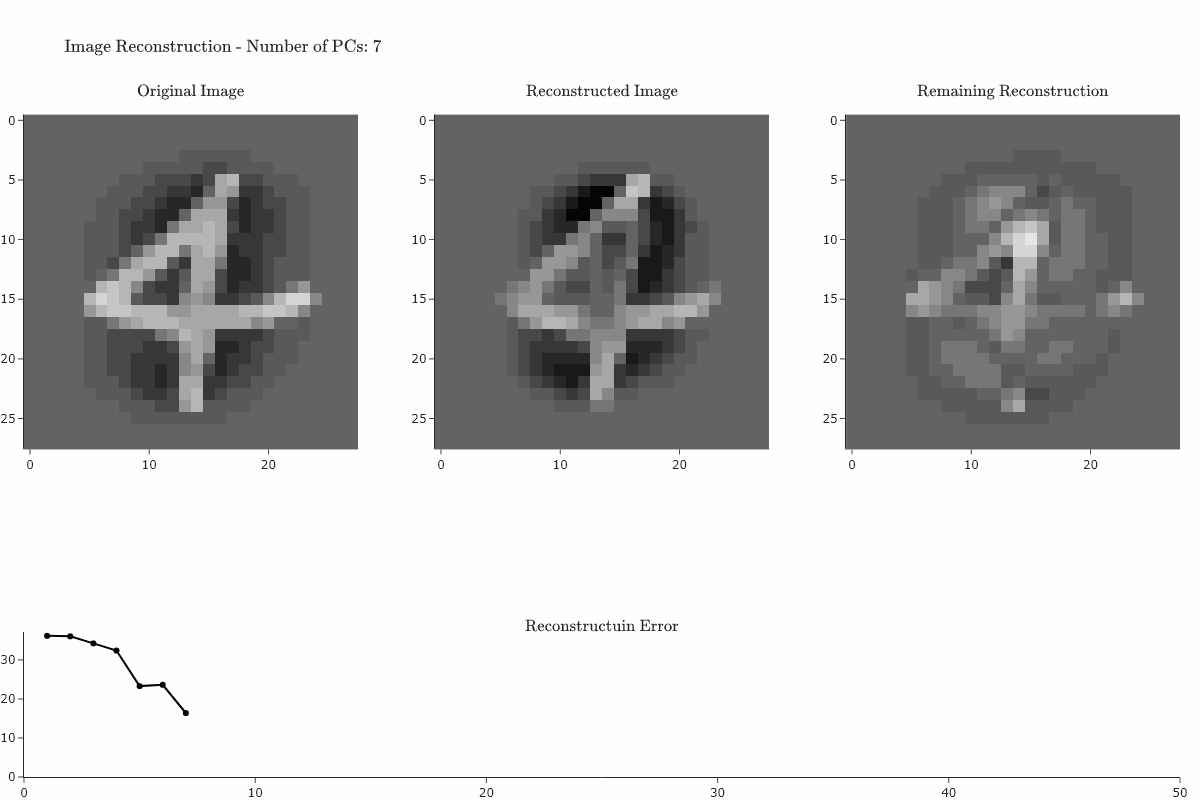 Image Reconstruction - Number of PCs: 7
Original Image
Reconstructed Image
Remaining Reconstruction
0
5
10
15
20
25
0 10 20
0
5
10
15
20
25
0 10 20
0
5
10
15
20
25
0 10 20
Reconstructuin Error
30
20
10
0
0 10 20 30 40 50